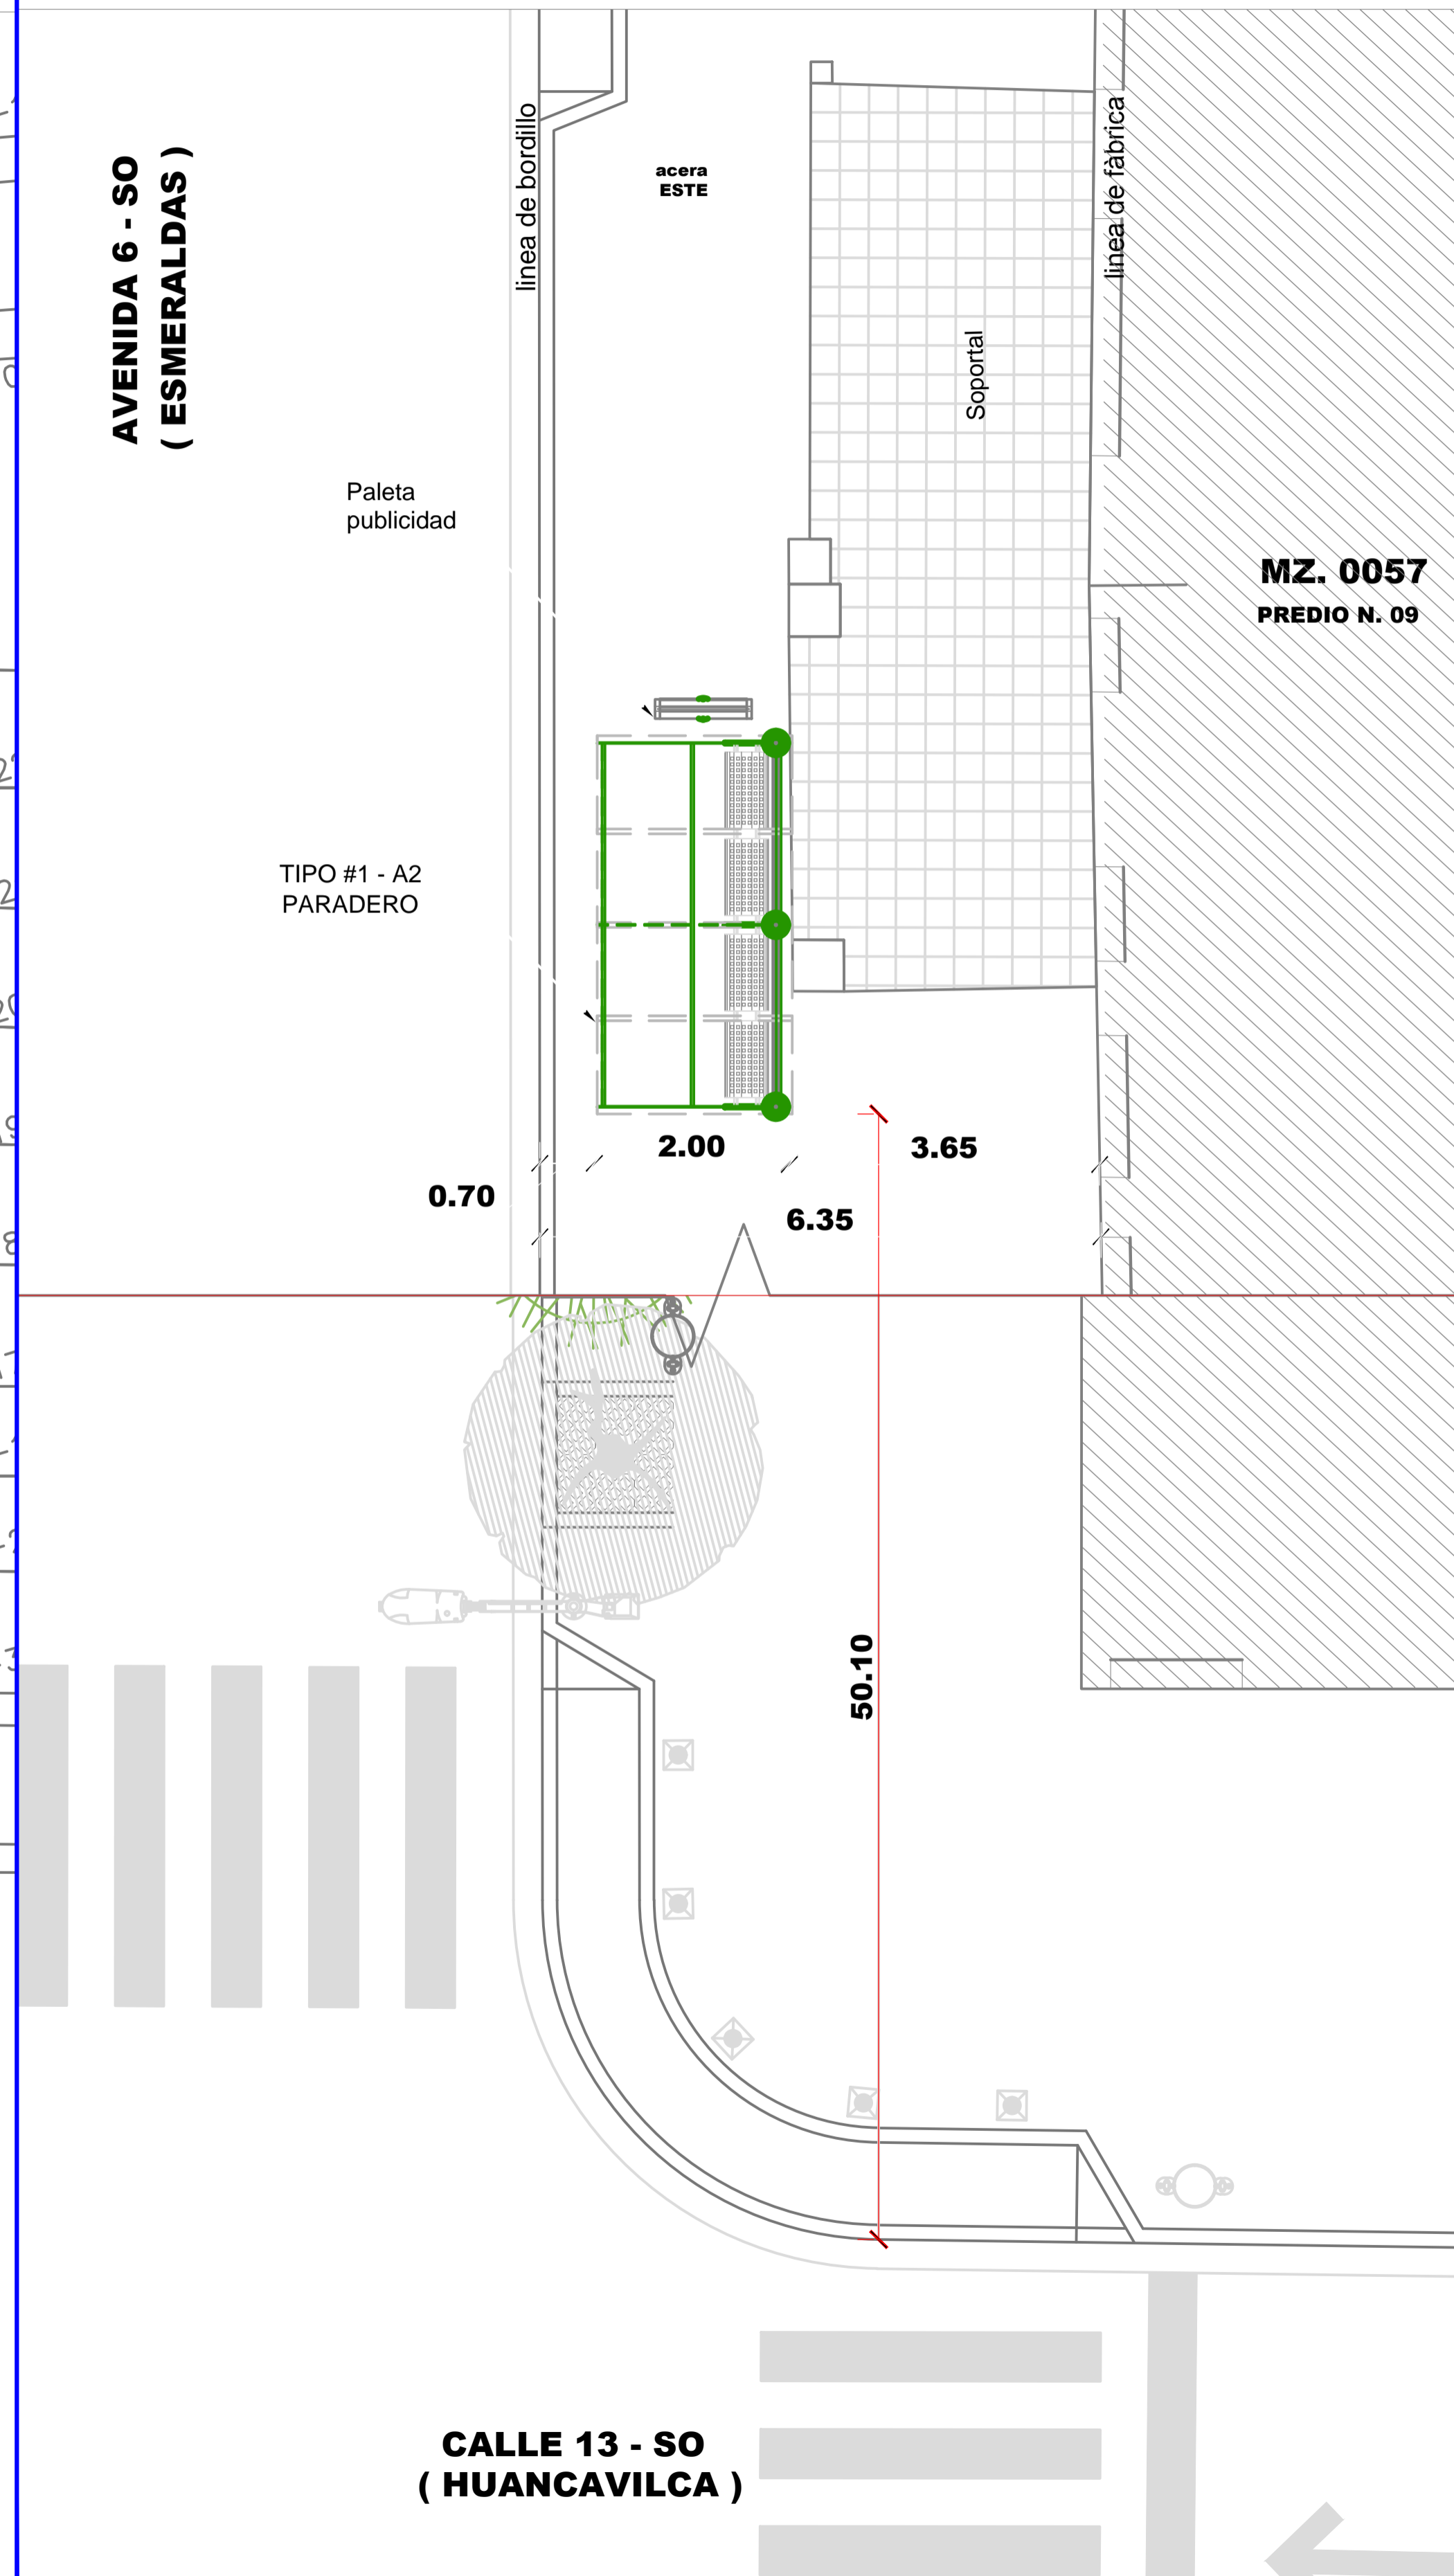 AVENIDA 6 - SO
( ESMERALDAS )
linea de bordillo
acera
ESTE
linea de fàbrica
Soportal
Paleta
publicidad
MZ. 0057
PREDIO N. 09
TIPO #1 - A2
PARADERO
2.00
3.65
0.70
6.35
50.10
CALLE 13 - SO
( HUANCAVILCA )